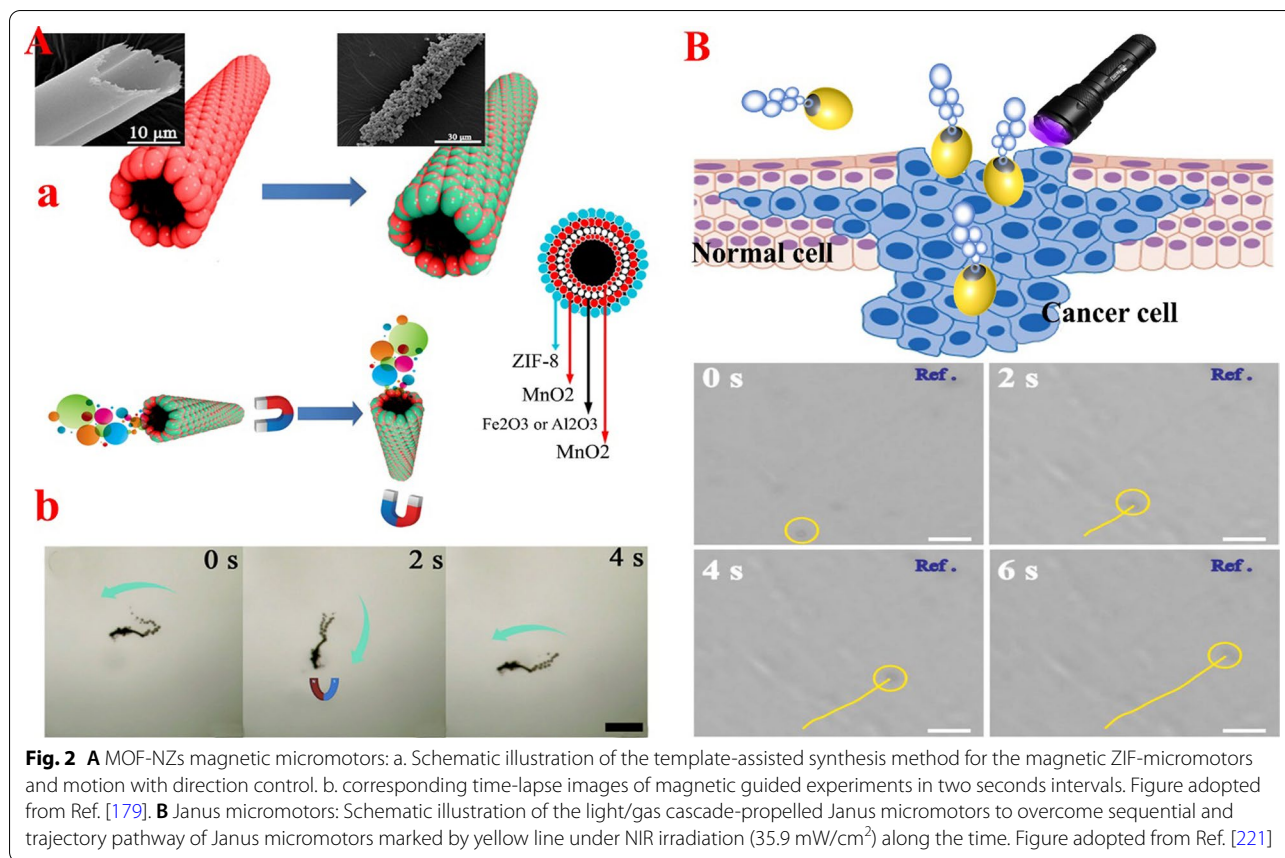 A
10 μm
30 μm
a
ZIF-8
MnO2
Fe2O3 or Al2O3
MnO2
b
0 s
2 s
4 s
B
Normal cell
Cancer cell
0 s
Ref.
2 s
Ref.
4 s
Ref.
6 s
Ref.
Fig. 2 A MOF-NZs magnetic micromotors: a. Schematic illustration of the template-assisted synthesis method for the magnetic ZIF-micromotors
and motion with direction control. b. corresponding time-lapse images of magnetic guided experiments in two seconds intervals. Figure adopted
from Ref. [179]. B Janus micromotors: Schematic illustration of the light/gas cascade-propelled Janus micromotors to overcome sequential and
trajectory pathway of Janus micromotors marked by yellow line under NIR irradiation (35.9 mW/cm²) along the time. Figure adopted from Ref. [221]